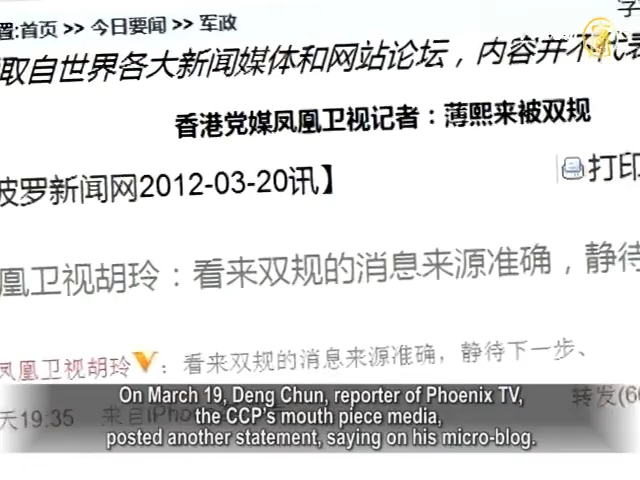 置:首页 >> 今日要闻 >> 军政
取自世界各大新闻媒体和网站论坛，内容并不代表
香港党媒凤凰卫视记者：薄熙来被双规
波罗新闻网2012-03-20讯】
打印
凰卫视胡玲：看来双规的消息来源准确，静待
凤凰卫视胡玲：看来双规的消息来源准确，静待下一步、
转发(60
天19:35 来自iPhone
On March 19, Deng Chun, reporter of Phoenix TV,
the CCP's mouth piece media,
posted another statement, saying on his micro-blog.